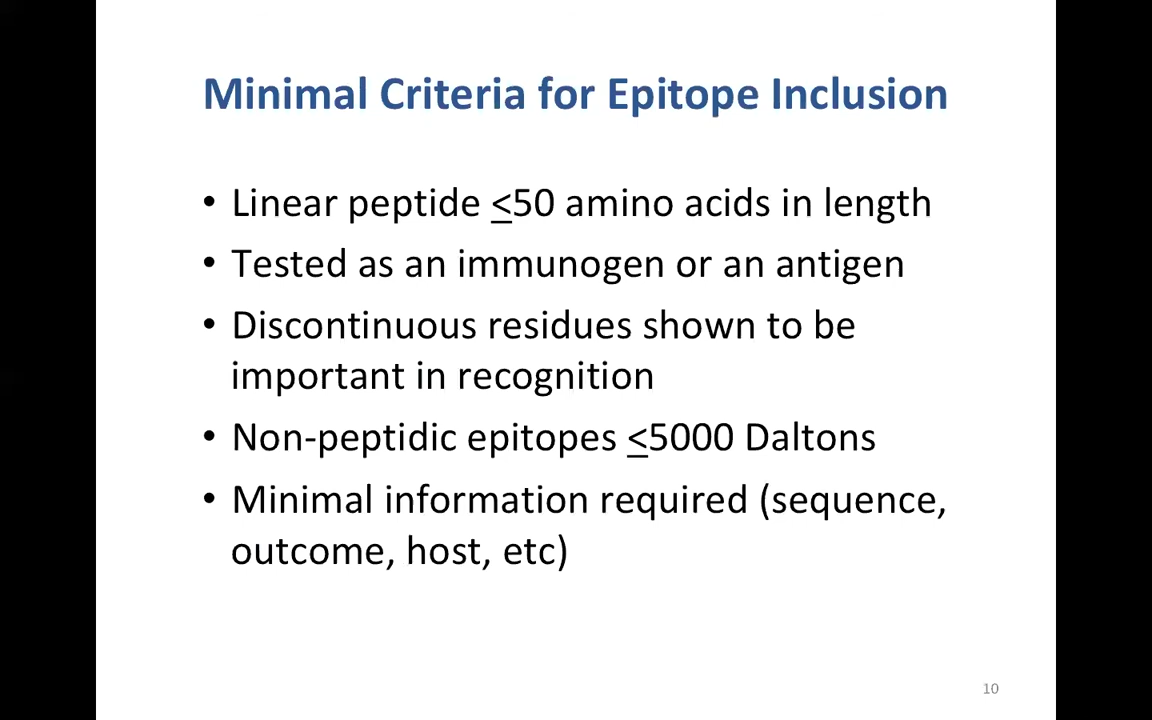 Minimal Criteria for Epitope Inclusion
• Linear peptide ≤50 amino acids in length
• Tested as an immunogen or an antigen
• Discontinuous residues shown to be
important in recognition
• Non-peptidic epitopes ≤5000 Daltons
• Minimal information required (sequence,
outcome, host, etc)
10